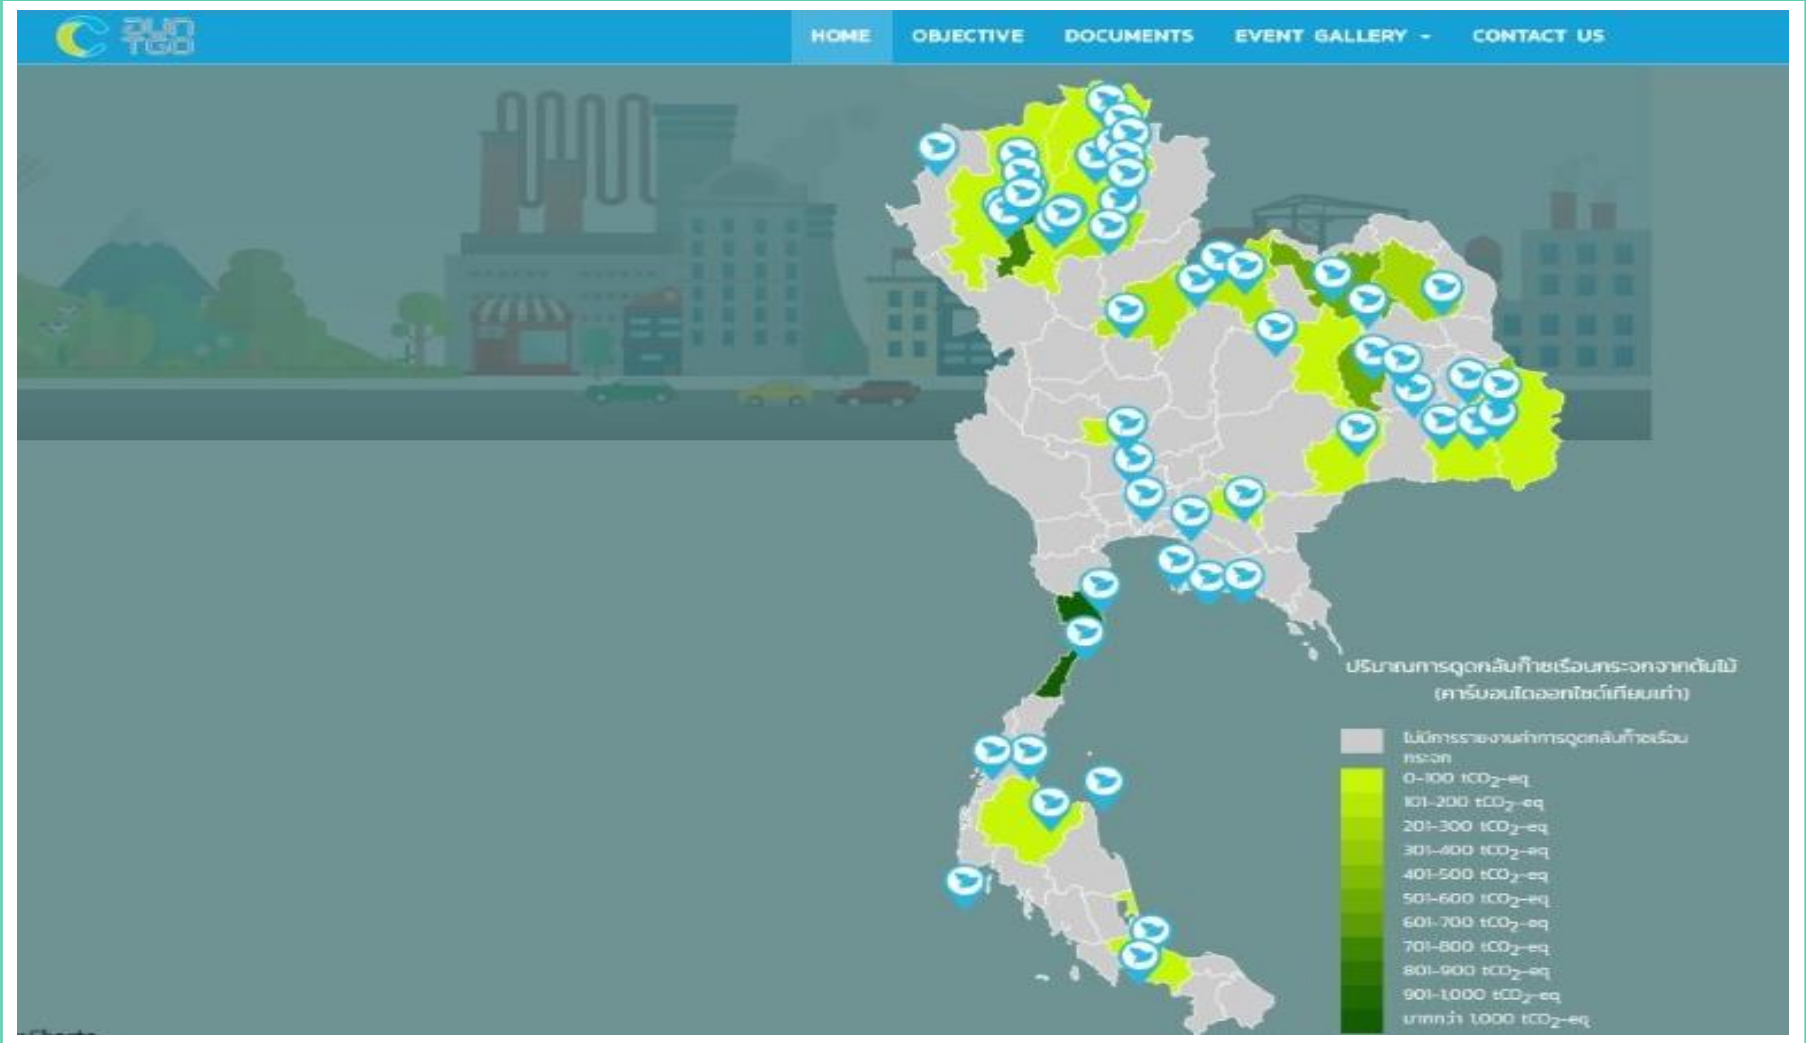 TGO
HOME OBJECTIVE DOCUMENTS EVENT GALLERY CONTACT US
ปริมาณการดูดกลับก๊าซเรือนกระจกจากต้นไม้
(คาร์บอนไดออกไซด์เทียบเท่า)
ไม่มีการรายงานค่าการดูดกลับก๊าซเรือน
กระจก
0-100 tCO2-eq
101-200 tCO2-eq
201-300 tCO2-eq
301-400 tCO2-eq
401-500 tCO2-eq
501-600 tCO2-eq
601-700 tCO2-eq
701-800 tCO2-eq
801-900 tCO2-eq
901-1,000 tCO2-eq
มากกว่า 1,000 tCO2-eq